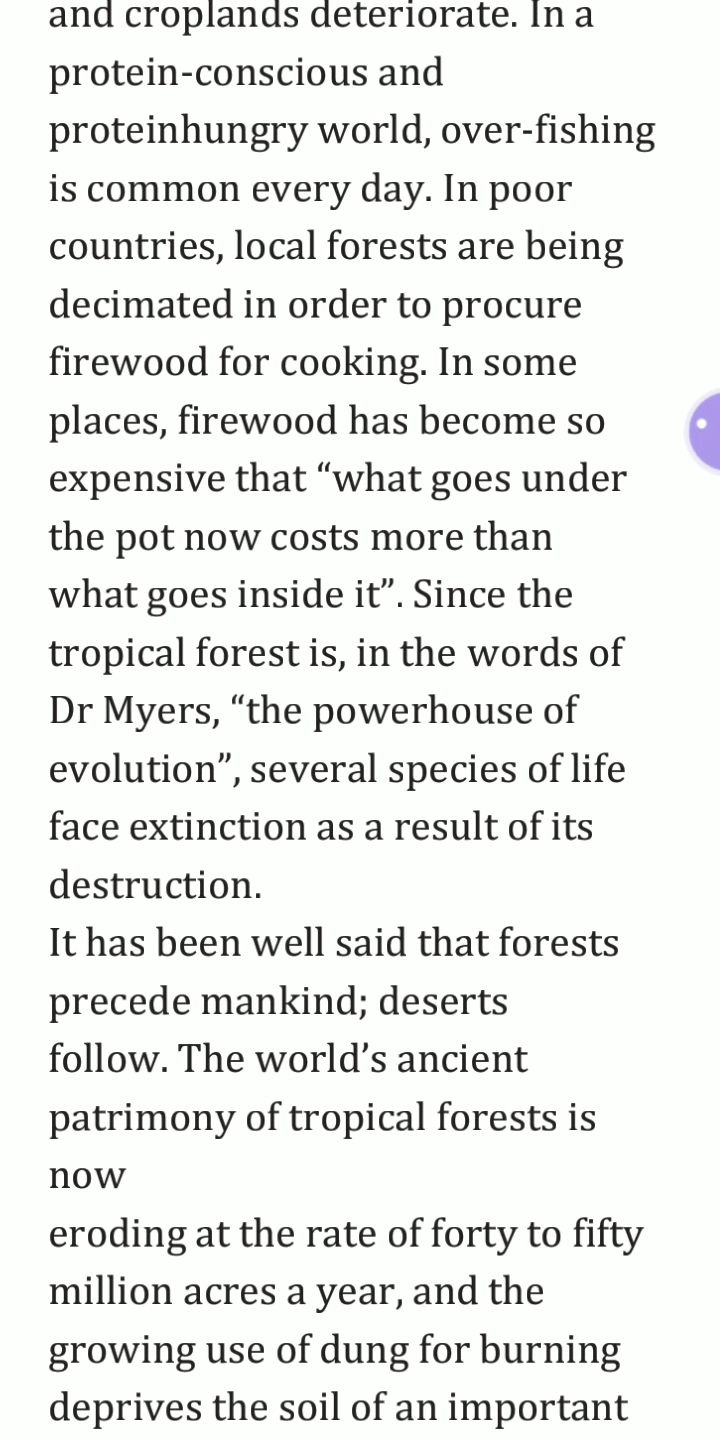 and croplands deteriorate. In a
protein-conscious and
proteinhungry world, over-fishing
is common every day. In poor
countries, local forests are being
decimated in order to procure
firewood for cooking. In some
places, firewood has become so
expensive that “what goes under
the pot now costs more than
what goes inside it”. Since the
tropical forest is, in the words of
Dr Myers, “the powerhouse of
evolution”, several species of life
face extinction as a result of its
destruction.
It has been well said that forests
precede mankind; deserts
follow. The world’s ancient
patrimony of tropical forests is
now
eroding at the rate of forty to fifty
million acres a year, and the
growing use of dung for burning
deprives the soil of an important